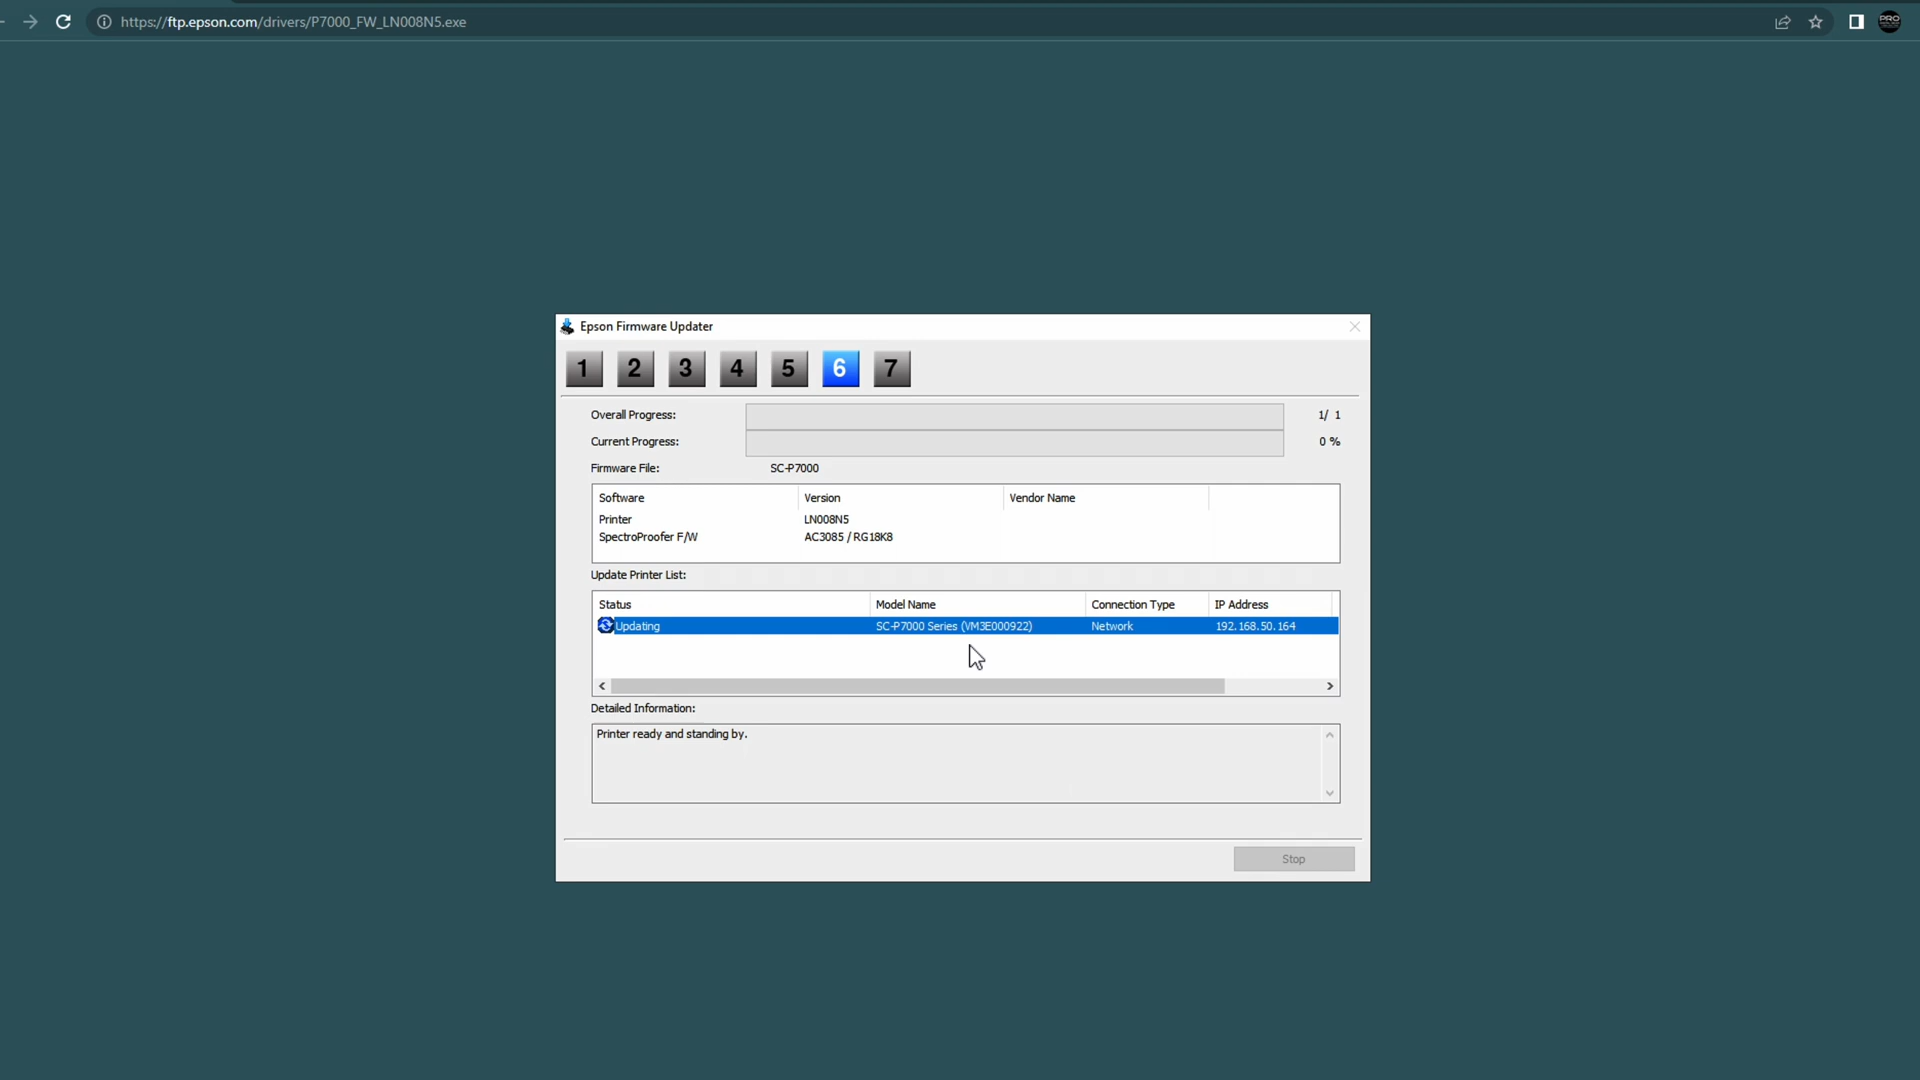 https://ftp.epson.com/drivers/P7000_FW_LN008N5.exe
PRO
Epson Firmware Updater
1 2 3 4 5 6 7
Overall Progress: 1/ 1
Current Progress: 0 %
Firmware File: SC-P7000
Software Version Vendor Name
Printer LN008N5
SpectroProofer F/W AC3085 / RG18K8
Update Printer List:
Status Model Name Connection Type IP Address
Updating SC-P7000 Series (VM3E000922) Network 192.168.50.164
Detailed Information:
Printer ready and standing by.
Stop